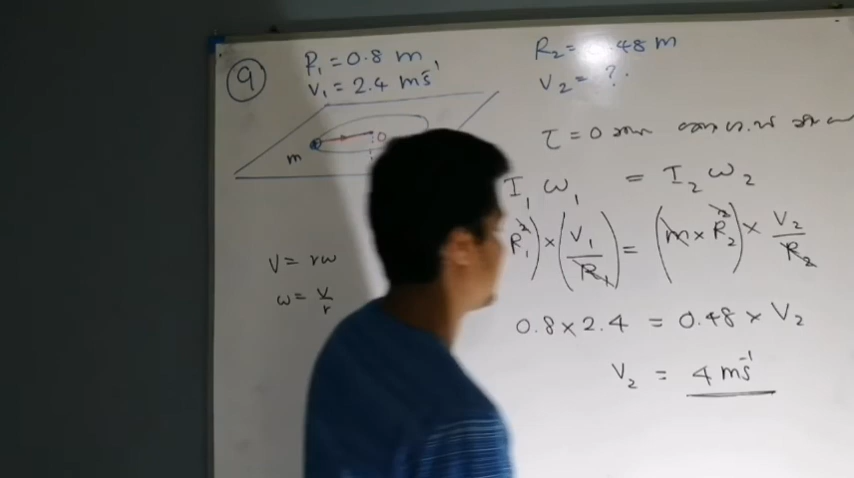 9
R₁ = 0.8 m
V₁ = 2.4 ms⁻¹
R₂ = 0.48 m
V₂ = ?
m
O
τ = 0
I₁ ω₁ = I₂ ω₂
R₁²) × (V₁/R₁) = (m × R₂²) × V₂/R₂
V = rω
ω = v/r
0.8 × 2.4 = 0.48 × V₂
V₂ = 4 ms⁻¹